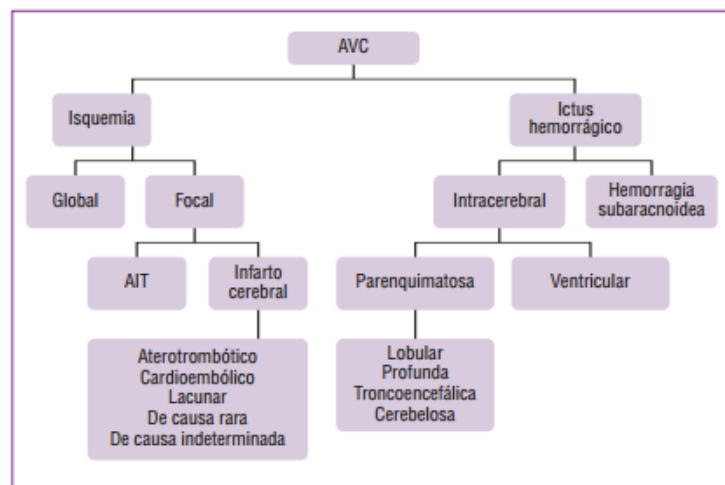 AVC
Isquemia
Ictus
hemorrágico
Global
Focal
Intracerebral
Hemorragia
subaracnoidea
AIT
Infarto
cerebral
Parenquimatosa
Ventricular
Aterotrombótico
Cardioembólico
Lacunar
De causa rara
De causa indeterminada
Lobular
Profunda
Troncoencefálica
Cerebelosa